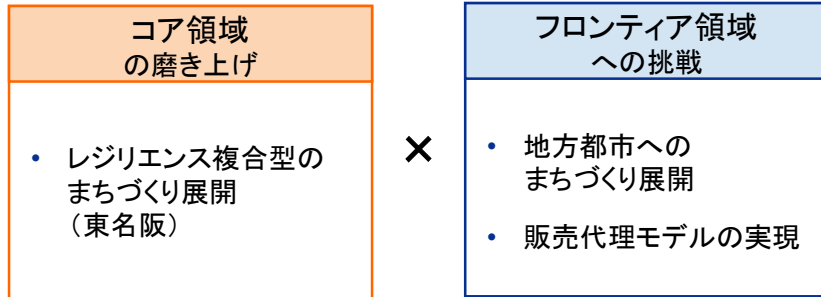 コア領域
の磨き上げ
• レジリエンス複合型の
まちづくり展開
（東名阪）
×
フロンティア領域
への挑戦
• 地方都市への
まちづくり展開
• 販売代理モデルの実現